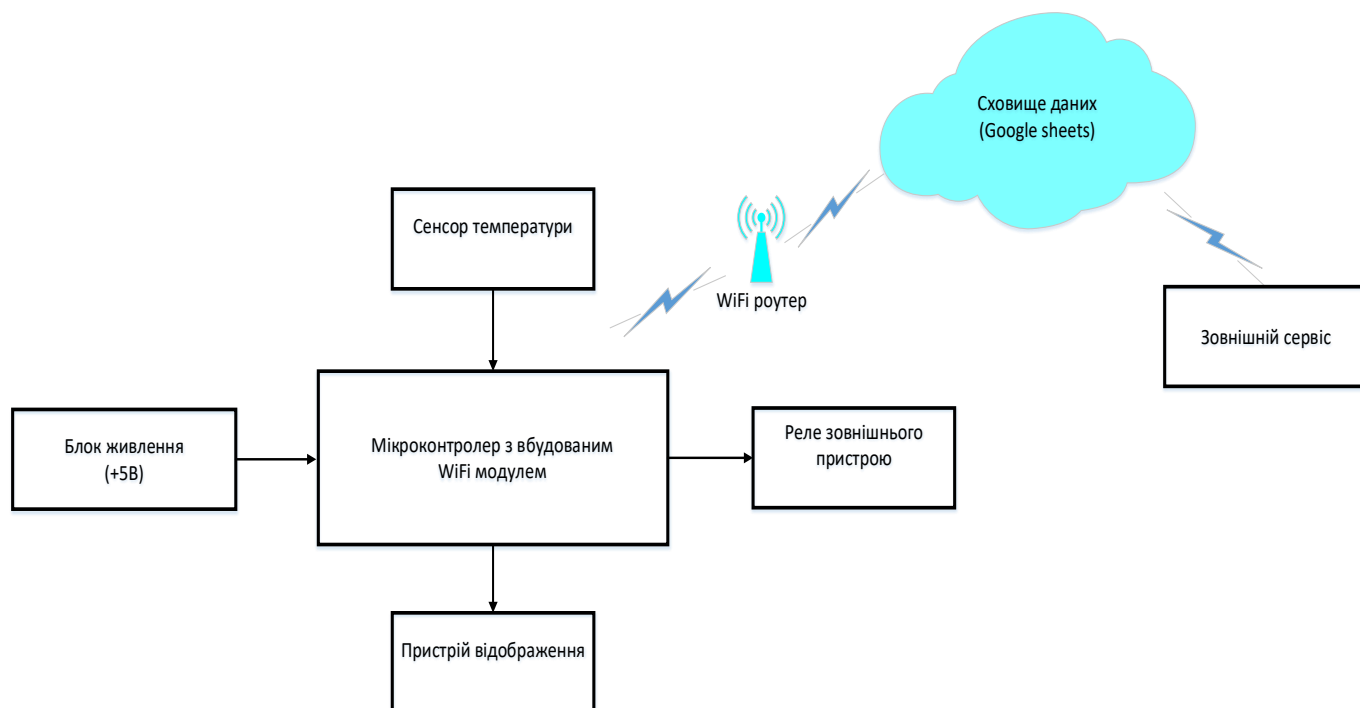 Сховище даних
(Google sheets)
Сенсор температури
WiFi роутер
Зовнішній сервіс
Блок живлення
(+5В)
Мікроконтролер з вбудованим
WiFi модулем
Реле зовнішнього
пристрою
Пристрій відображення